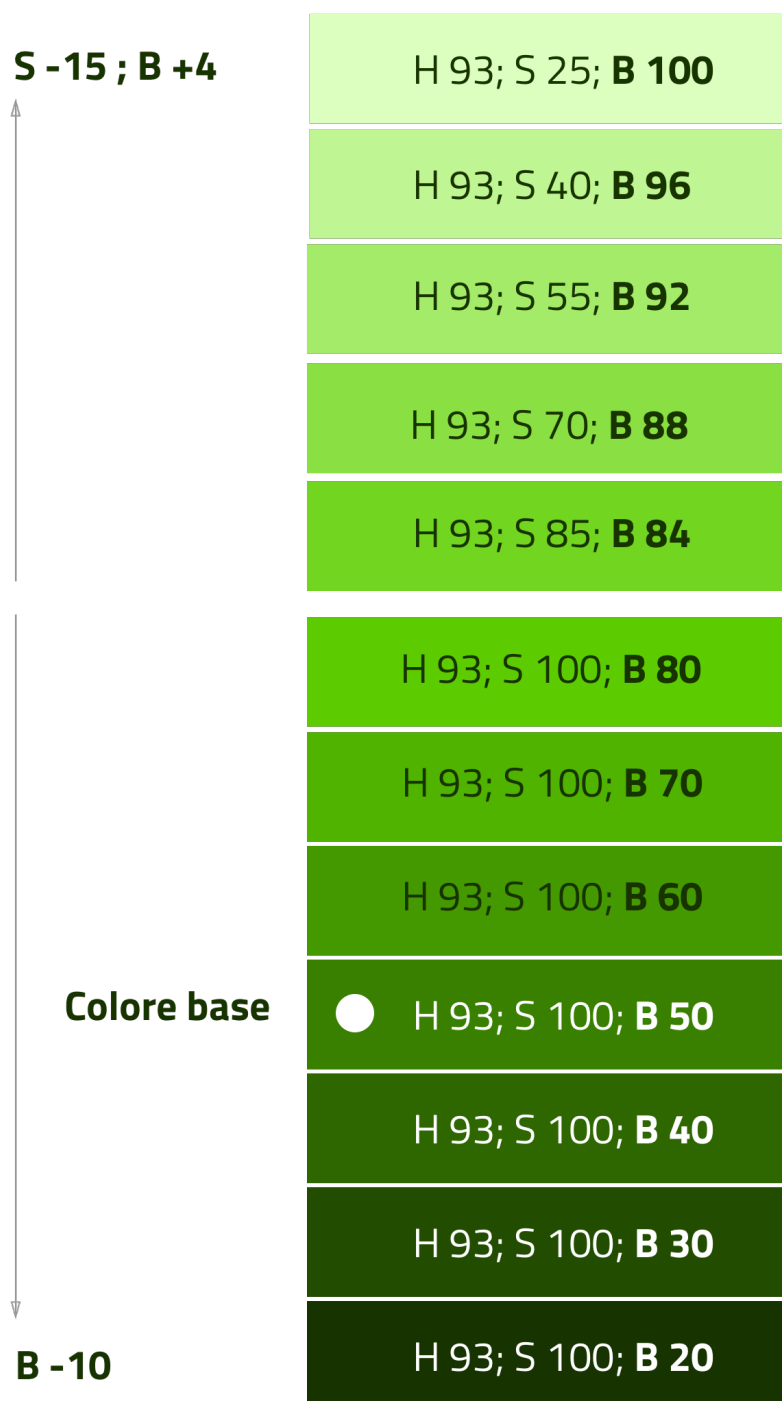 S -15 ; B +4
H 93; S 25; B 100
H 93; S 40; B 96
H 93; S 55; B 92
H 93; S 70; B 88
H 93; S 85; B 84
H 93; S 100; B 80
H 93; S 100; B 70
H 93; S 100; B 60
Colore base
H 93; S 100; B 50
H 93; S 100; B 40
H 93; S 100; B 30
B -10
H 93; S 100; B 20